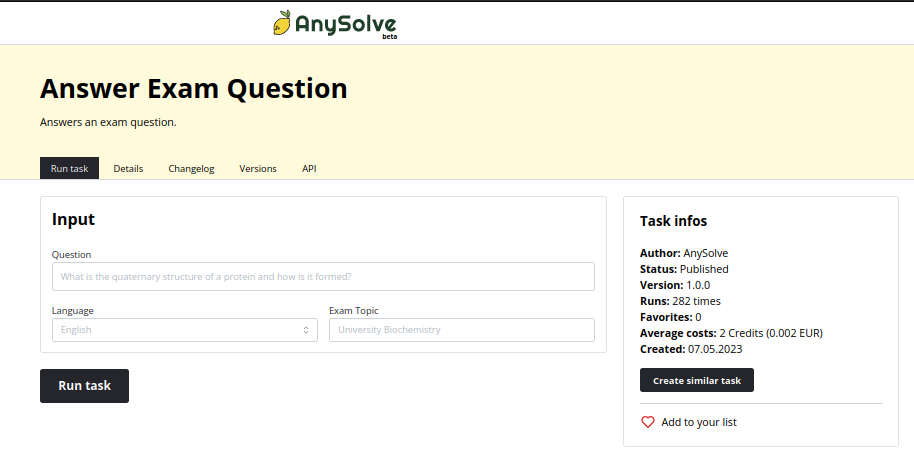 AnySolve
beta
Answer Exam Question
Answers an exam question.
Run task Details Changelog Versions API
Input
Question
What is the quaternary structure of a protein and how is it formed?
Language Exam Topic
English University Biochemistry
Run task
Task infos
Author: AnySolve
Status: Published
Version: 1.0.0
Runs: 282 times
Favorites: 0
Average costs: 2 Credits (0.002 EUR)
Created: 07.05.2023
Create similar task
Add to your list